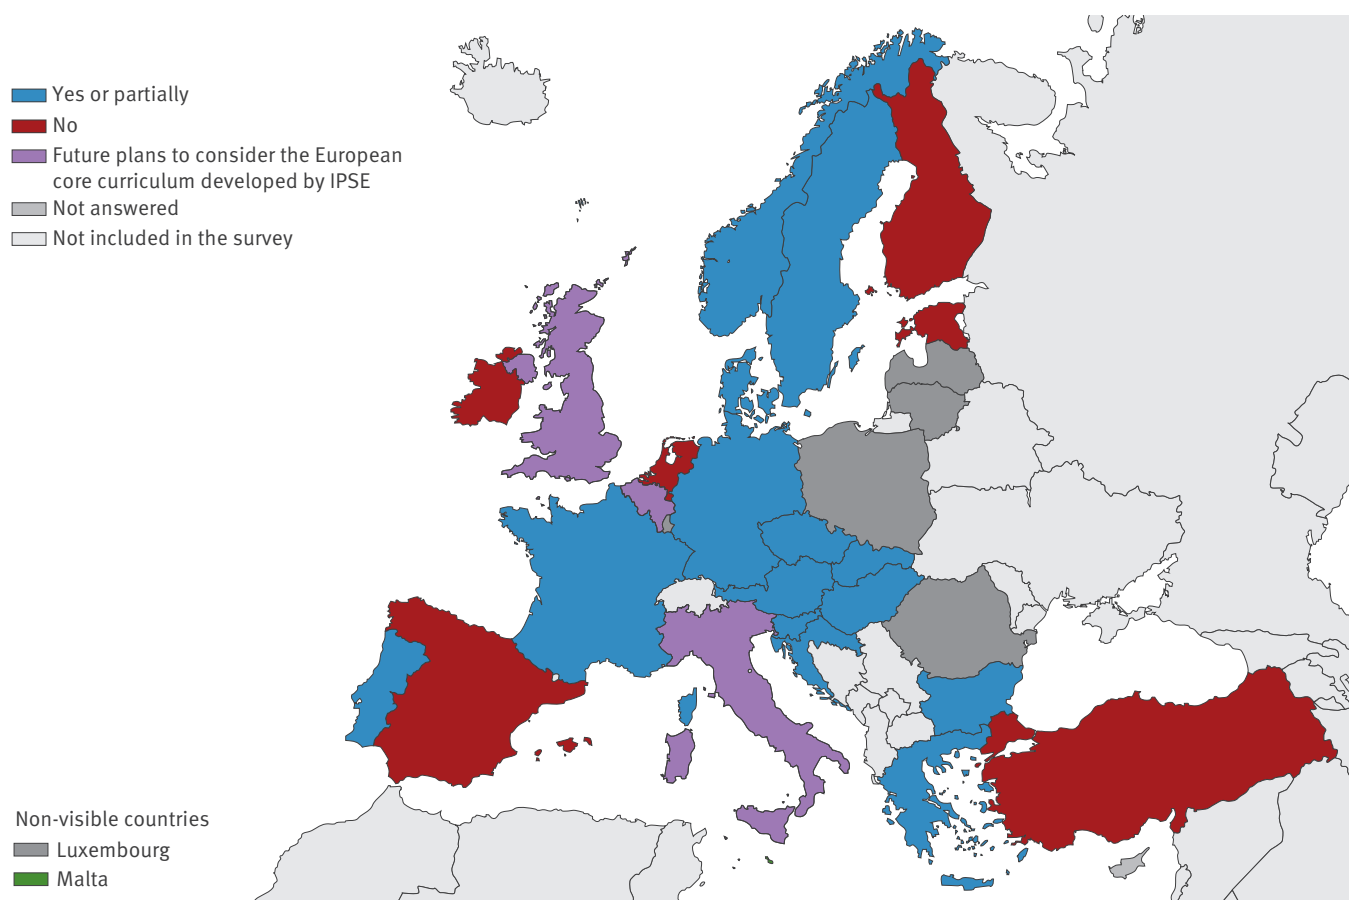 Yes or partially
No
Future plans to consider the European
core curriculum developed by IPSE
Not answered
Not included in the survey
Non-visible countries
Luxembourg
Malta